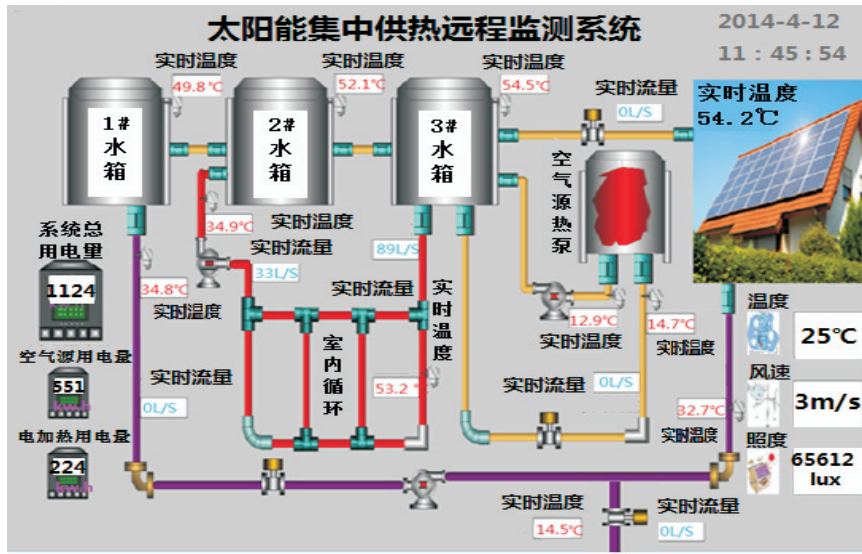 太阳能集中供热远程监测系统
2014-4-12
11：45：54
实时温度
49.8℃
实时温度
52.1℃
实时温度
54.5℃
实时流量
0L/S
实时温度
54.2℃
1#
水
箱
2#
水
箱
3#
水
箱
空
气
源
热
泵
系统总
用电量
1124
34.9℃
实时温度
实时流量
33L/S
89L/S
实时流量
34.8℃
实时温度
实
时
温
度
室
内
循
环
53.2
12.9℃
实时温度
14.7℃
实时温度
温度
25℃
空气源用电量
551
kw.h
实时流量
0L/S
实时流量
0L/S
风速
3m/s
32.7℃
实时温度
电加热用电量
224
kw.h
照度
65612
lux
实时温度
14.5℃
实时流量
0L/S